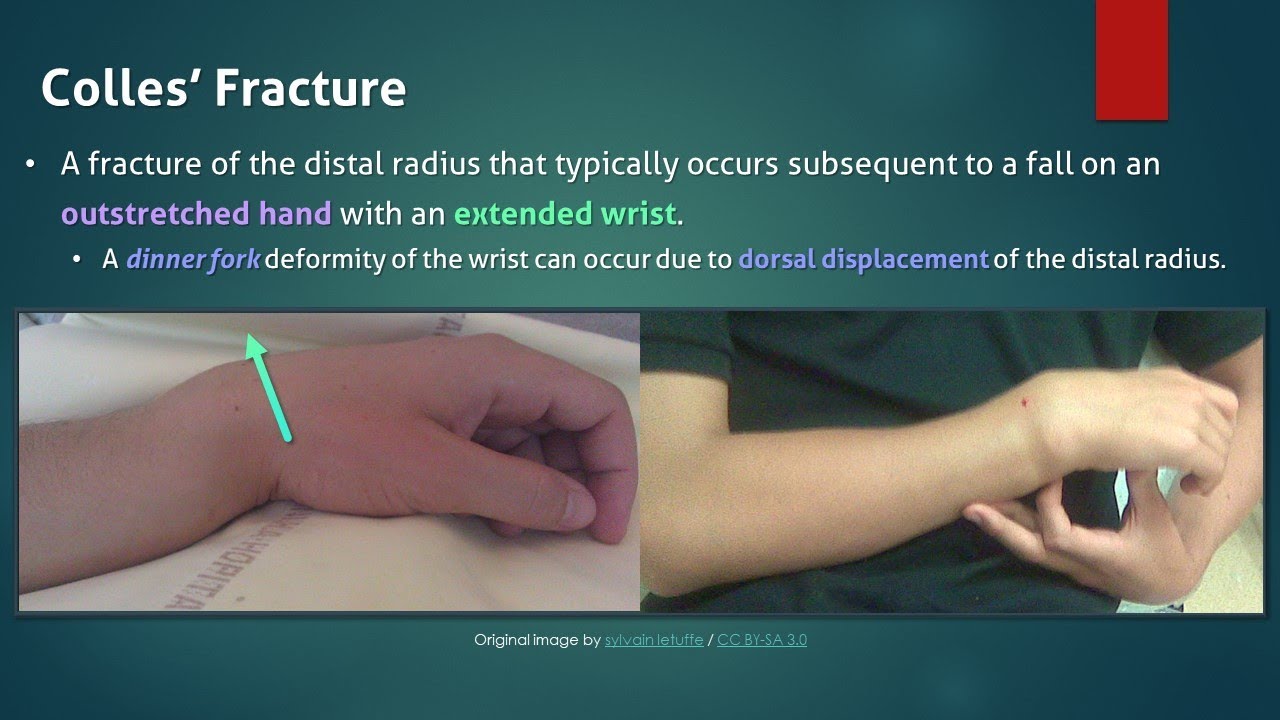 Colles’ Fracture
• A fracture of the distal radius that typically occurs subsequent to a fall on an
outstretched hand with an extended wrist.
• A dinner fork deformity of the wrist can occur due to dorsal displacement of the distal radius.
Original image by sylvain letuffe / CC BY-SA 3.0